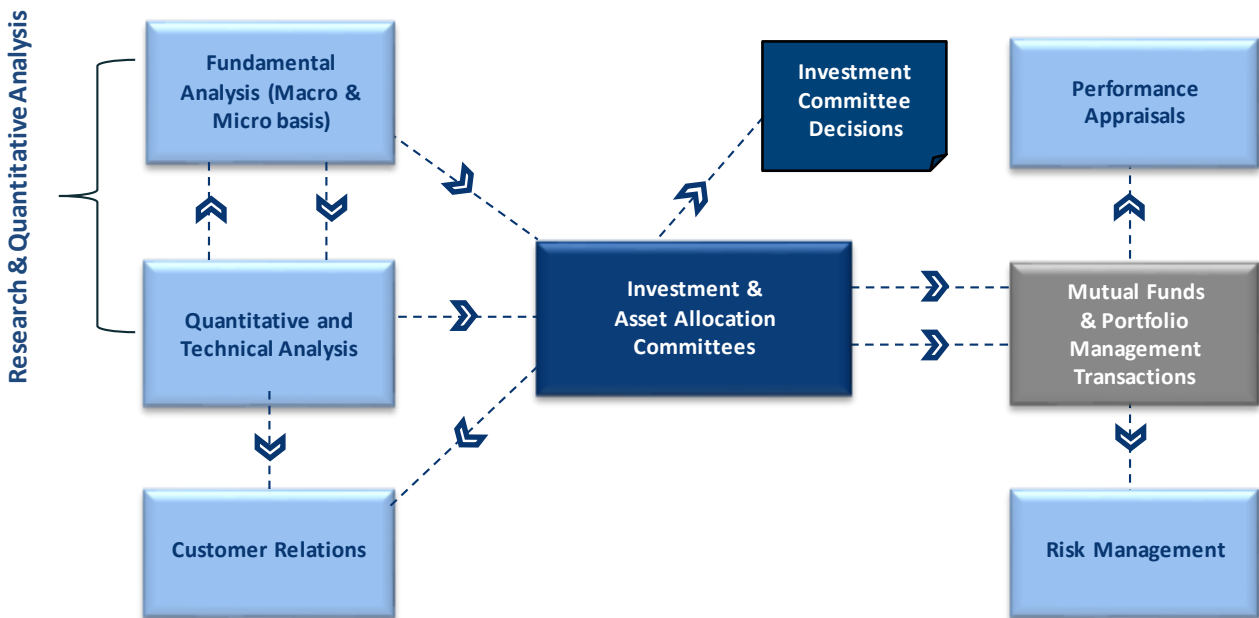 Research & Quantitative Analysis
Fundamental
Analysis (Macro &
Micro basis)
Investment
Committee
Decisions
Performance
Appraisals
Quantitative and
Technical Analysis
Investment &
Asset Allocation
Committees
Mutual Funds
& Portfolio
Management
Transactions
Customer Relations
Risk Management